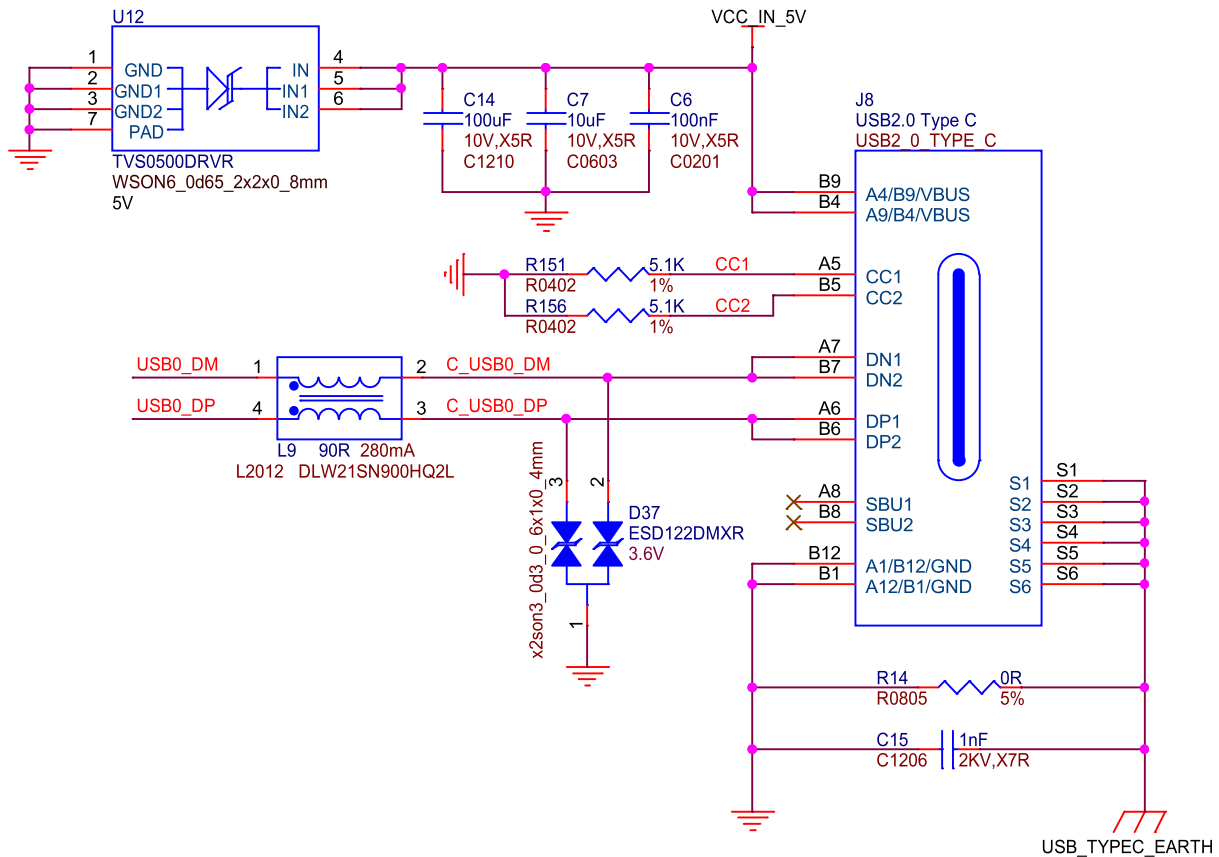 U12
VCC_IN_5V
1 GND IN 4
2 GND1 IN1 5
3 GND2 IN2 6
7 PAD
TVS0500DRVR
WSON6_0d65_2x2x0_8mm
5V
C14
100uF
10V,X5R
C1210
C7
10uF
10V,X5R
C0603
C6
100nF
10V,X5R
C0201
J8
USB2.0 Type C
USB2_0_TYPE_C
B9 A4/B9/VBUS
B4 A9/B4/VBUS
R151 5.1K CC1
R0402 1%
R156 5.1K CC2
R0402 1%
A5 CC1
B5 CC2
USB0_DM 1 2 C_USB0_DM
USB0_DP 4 3 C_USB0_DP
L9 90R 280mA
L2012 DLW21SN900HQ2L
A7 DN1
B7 DN2
A6 DP1
B6 DP2
x2son3_0d3_0_6x1x0_4mm
3
2
1
D37
ESD122DMXR
3.6V
A8 SBU1
B8 SBU2
B12 A1/B12/GND
B1 A12/B1/GND
S1 S1
S2 S2
S3 S3
S4 S4
S5 S5
S6 S6
R14 0R
R0805 5%
C15 1nF
C1206 2KV,X7R
USB_TYPEC_EARTH